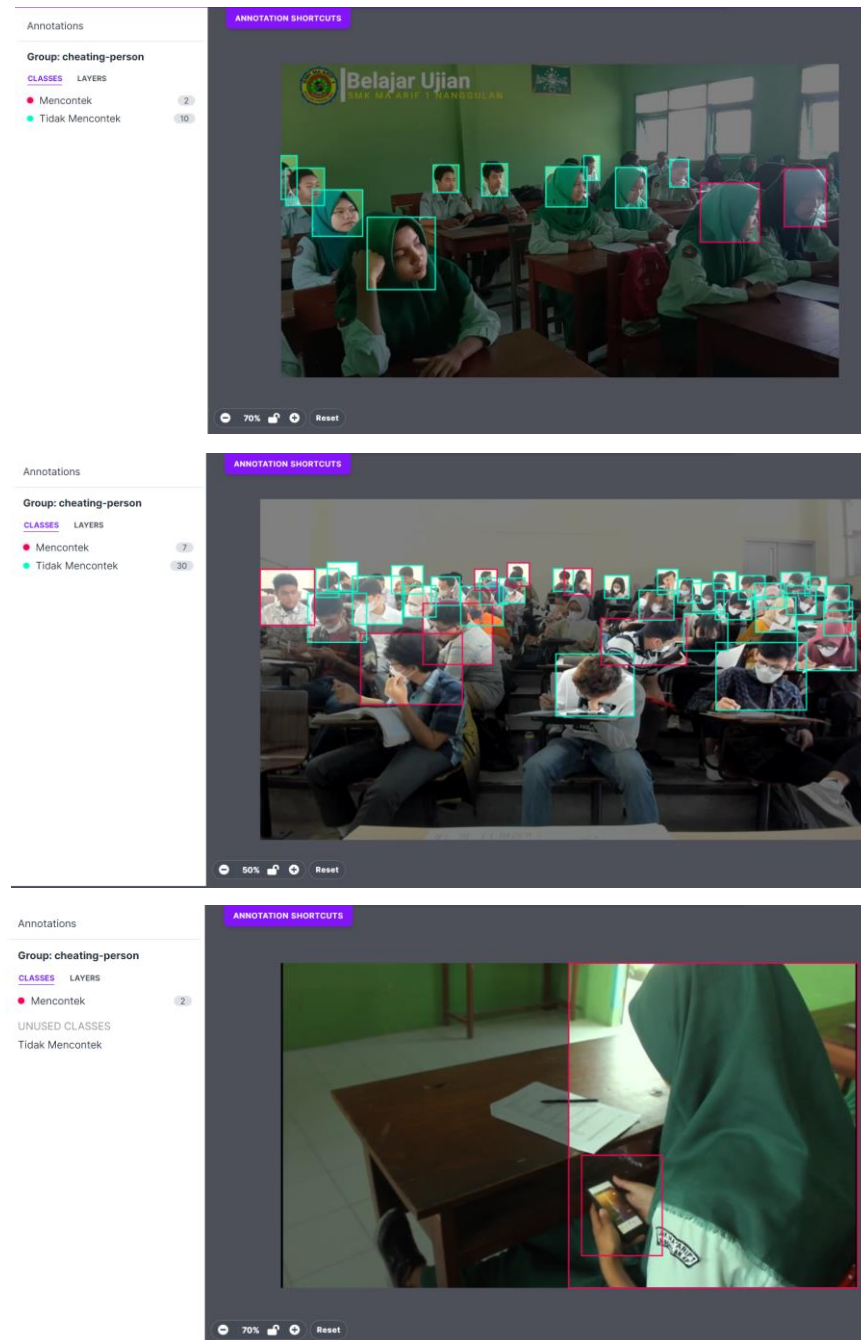 Annotations
ANNOTATION SHORTCUTS
Group: cheating-person
CLASSES LAYERS
Mencontek 2
Tidak Mencontek 10
Belajar Ujian
SMK MA'ARIF 1 NANGGULAN
70% Reset
Annotations
ANNOTATION SHORTCUTS
Group: cheating-person
CLASSES LAYERS
Mencontek 7
Tidak Mencontek 30
50% Reset
Annotations
ANNOTATION SHORTCUTS
Group: cheating-person
CLASSES LAYERS
Mencontek 2
UNUSED CLASSES
Tidak Mencontek
70% Reset